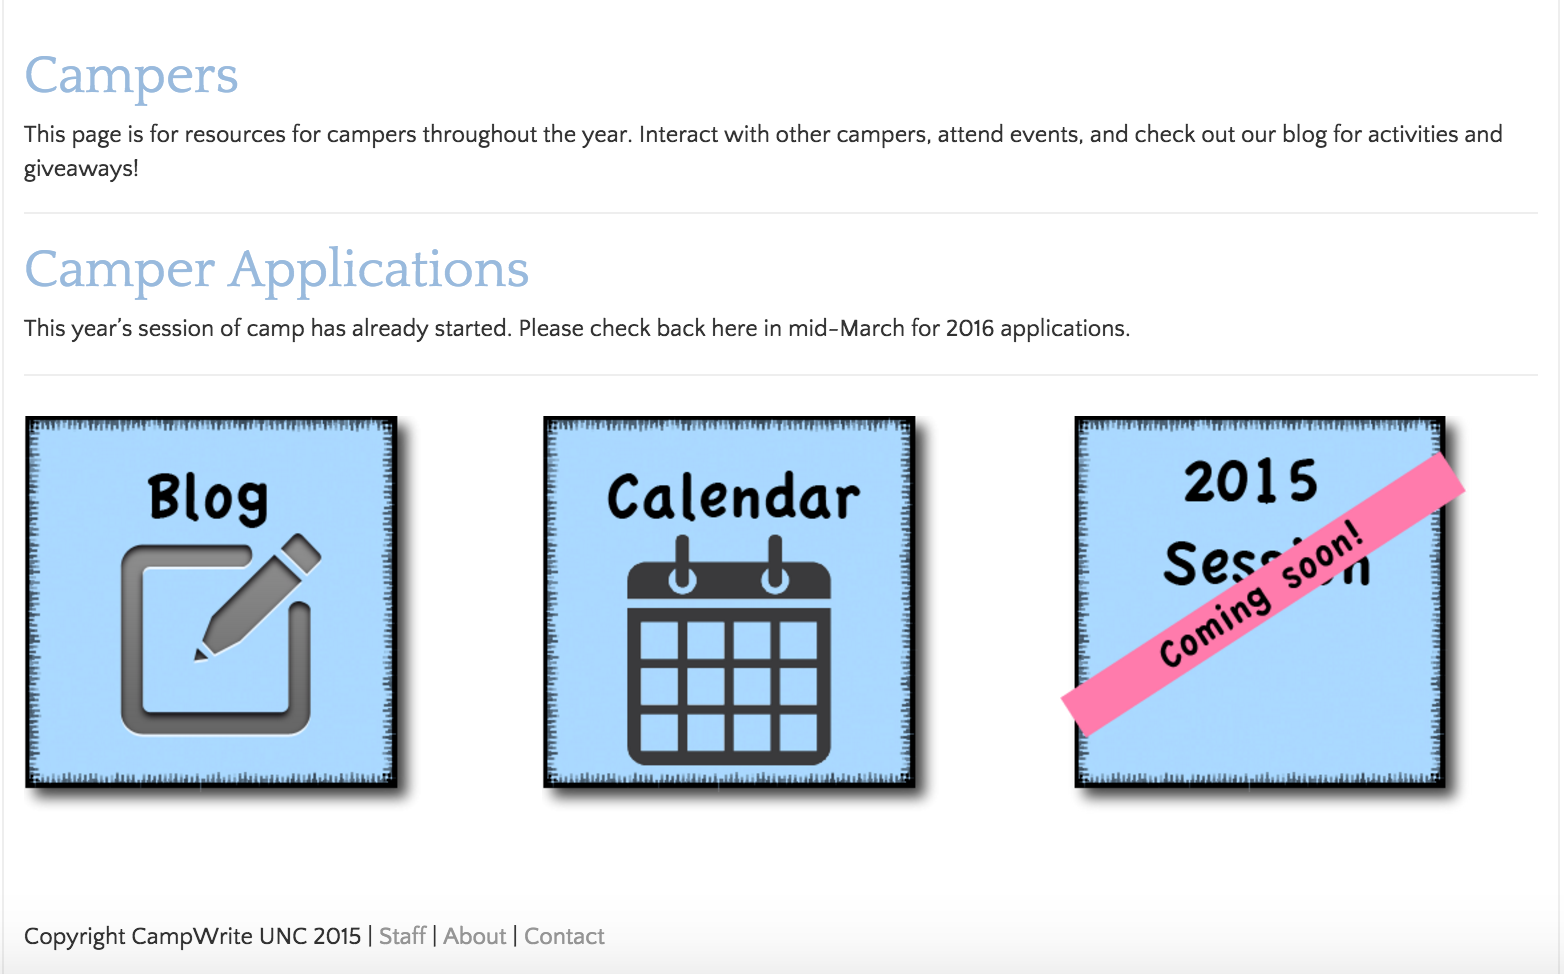 Campers
This page is for resources for campers throughout the year. Interact with other campers, attend events, and check out our blog for activities and
giveaways!
Camper Applications
This year’s session of camp has already started. Please check back here in mid-March for 2016 applications.
Blog
Calendar
2015
Session
Coming soon!
Copyright CampWrite UNC 2015 | Staff | About | Contact